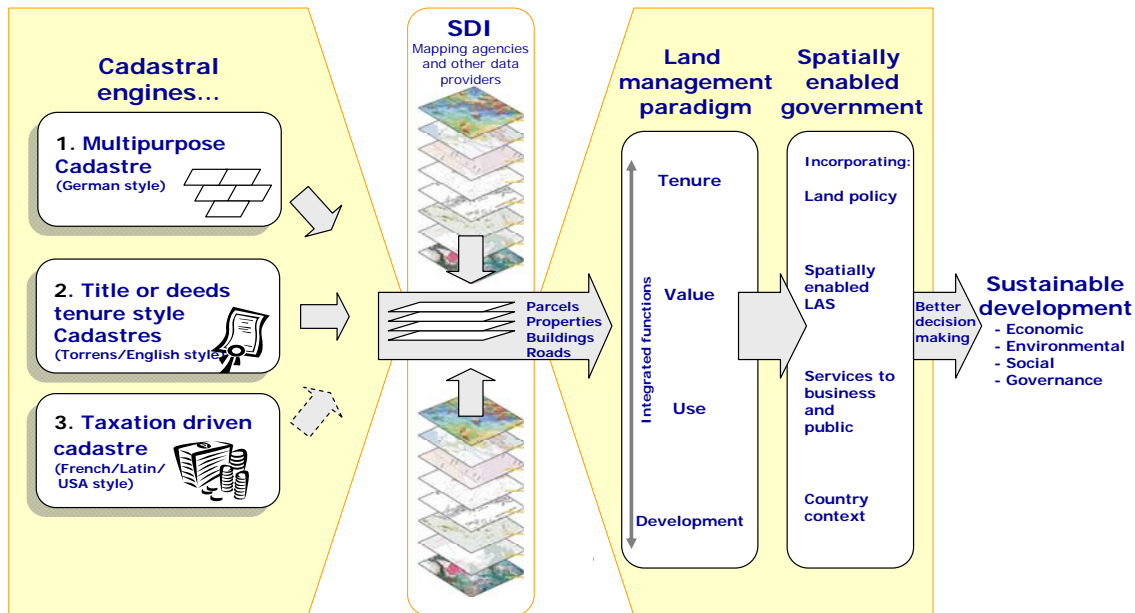 Cadastral
engines...
1. Multipurpose
Cadastre
(German style)
2. Title or deeds
tenure style
Cadastres
(Torrens/English style)
3. Taxation driven
cadastre
(French/Latin/
USA style)
SDI
Mapping agencies
and other data
providers
Parcels
Properties
Buildings
Roads
Land
management
paradigm
Integrated functions
Tenure
Value
Use
Development
Spatially
enabled
government
Incorporating:
Land policy
Spatially
enabled
LAS
Services to
business
and
public
Country
context
Better
decision
making
Sustainable
development
- Economic
- Environmental
- Social
- Governance